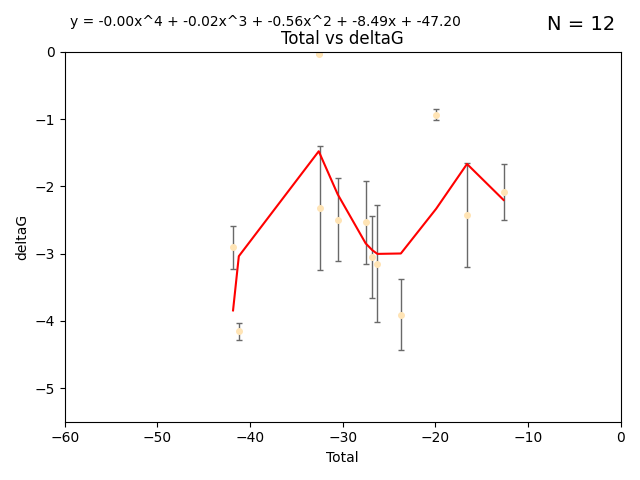 y = -0.00x^4 + -0.02x^3 + -0.56x^2 + -8.49x + -47.20
N = 12
Total vs deltaG
0
−1
−2
−3
−4
−5
deltaG
−60 −50 −40 −30 −20 −10 0
Total